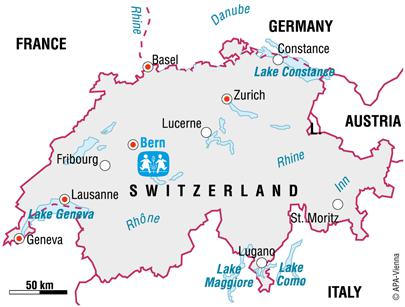 Danube
Rhine
GERMANY
FRANCE
Constance
Basel
Lake Constance
Zurich
L.
AUSTRIA
Lucerne
Bern
Fribourg
Rhine
Inn
Lausanne
SWITZERLAND
Lake Geneva
Rhône
St. Moritz
Geneva
Lugano
Lake
Maggiore
Lake
Como
ITALY
50 km
© APA-Vienna